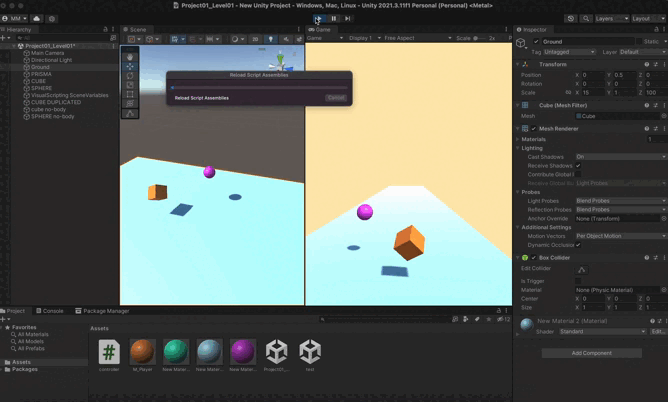 Project01_Level01 - New Unity Project - Windows, Mac, Linux - Unity 2021.3.11f1 Personal (Personal) <Metal>
MM
Layers
Layout
Hierarchy
Scene
Game
Inspector
All
Project01_Level01*
Main Camera
Directional Light
Ground
PRISMA
CUBE
SPHERE
VisualScripting SceneVariables
CUBE DUPLICATED
cube no-body
SPHERE no-body
2D
Game
Display 1
Free Aspect
Scale
Reload Script Assemblies
Reload Script Assemblies
Cancel
Ground
Static
Tag Untagged Layer Default
Transform
Position X 0 Y 0.5 Z 0
Rotation X 0 Y 0 Z 0
Scale X 15 Y 1 Z 100
Cube (Mesh Filter)
Mesh Cube
Mesh Renderer
Materials 1
Lighting
Cast Shadows On
Receive Shadows
Contribute Global I
Receive Global Ill Light Probes
Probes
Light Probes Blend Probes
Reflection Probes Blend Probes
Anchor Override None (Transform)
Additional Settings
Motion Vectors Per Object Motion
Dynamic Occlusion
Box Collider
Edit Collider
Is Trigger
Material None (Physic Material)
Center X 0 Y 0 Z 0
Size X 1 Y 1 Z 1
New Material 2 (Material)
Shader Standard Edit...
Add Component
Project
Console
Package Manager
12
Favorites
All Materials
All Models
All Prefabs
Assets
Packages
Assets
#
controller
M_Player
New Mater...
New Mater...
New Mater...
Project01_...
test